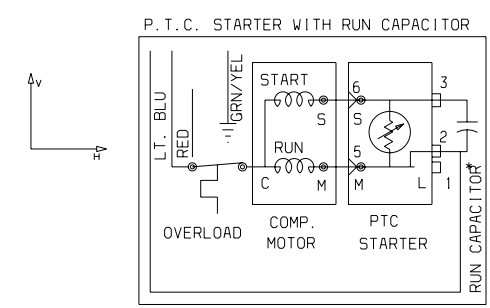 P.T.C. STARTER WITH RUN CAPACITOR
V
H
LT. BLU
RED
GRN/YEL
START
S
RUN
C
M
6
S
5
M
L
3
2
1
*
OVERLOAD
COMP.
MOTOR
PTC
STARTER
RUN CAPACITOR